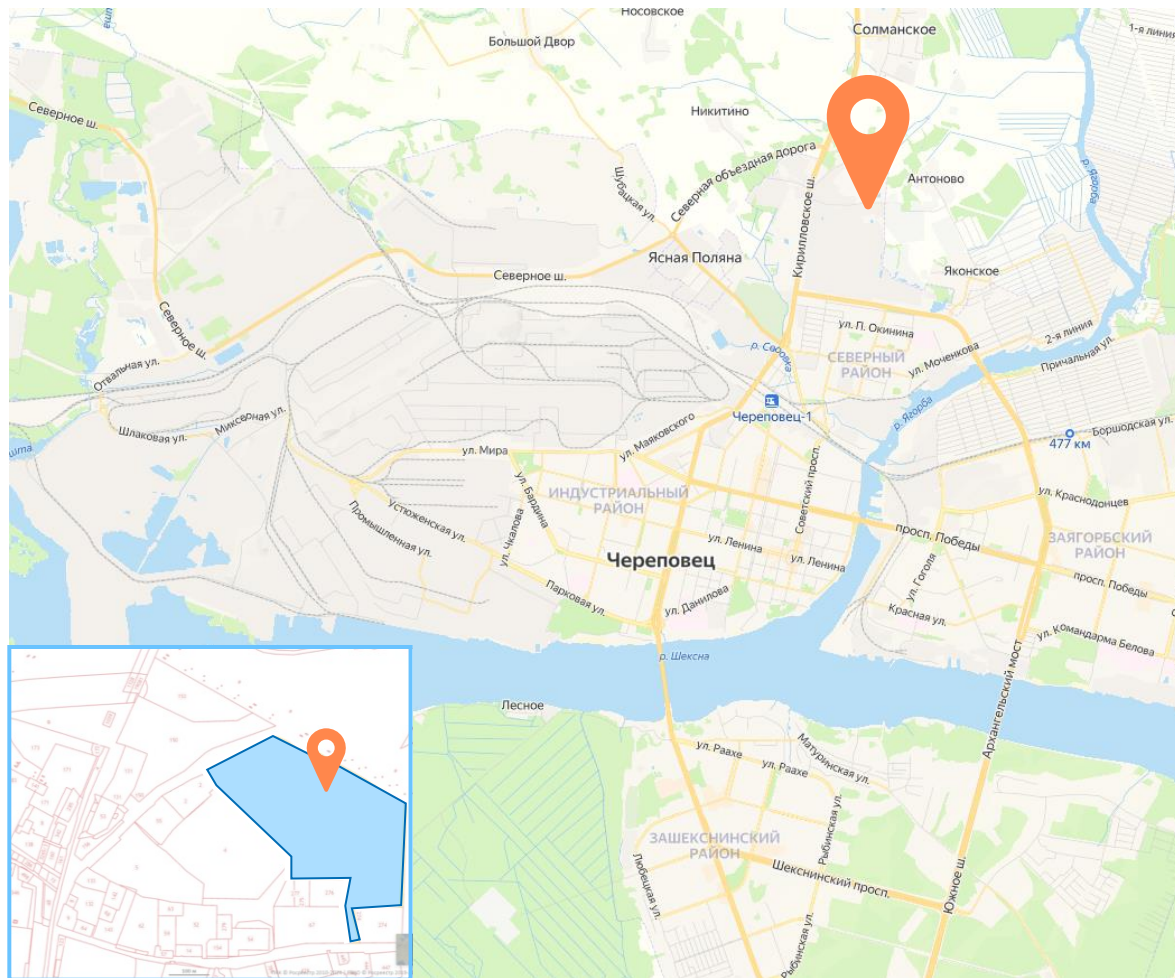 Носовское
Солманское
1-я линия
Большой Двор
Северное ш.
Никитино
Северная объездная дорога
Шубацкая ул.
Антоново
р. Ягорба
Кирилловское ш.
Ясная Поляна
Северное ш.
Яконское
Северное ш.
ул. П. Окинина
2-я линия
ул. Моченкова
Причальная ул.
СЕВЕРНЫЙ
РАЙОН
Отвальная ул.
р. Ягорба
Череповец-1
Миксерная ул.
Шлаковая ул.
ул. Маяковского
Боршодская ул.
477 км
ул. Мира
Советский просп.
ул. Бардина
ИНДУСТРИАЛЬНЫЙ
РАЙОН
ул. Краснодонцев
Устюженская ул.
Промышленная ул.
ул. Чкалова
просп. Победы
ЗАЯГОРБСКИЙ
РАЙОН
ул. Ленина
ул. Ленина
Череповец
ул. Гоголя
просп. Победы
Парковая ул.
ул. Данилова
Красная ул.
ул. Командарма Белова
р. Шексна
Архангельский мост
Лесное
ул. Раахе
Матуринская ул.
ул. Раахе
ЗАШЕКСНИНСКИЙ
РАЙОН
Рыбинская ул.
Любецкая ул.
Шекснинский просп.
Южное ш.
Рыбинская ул.